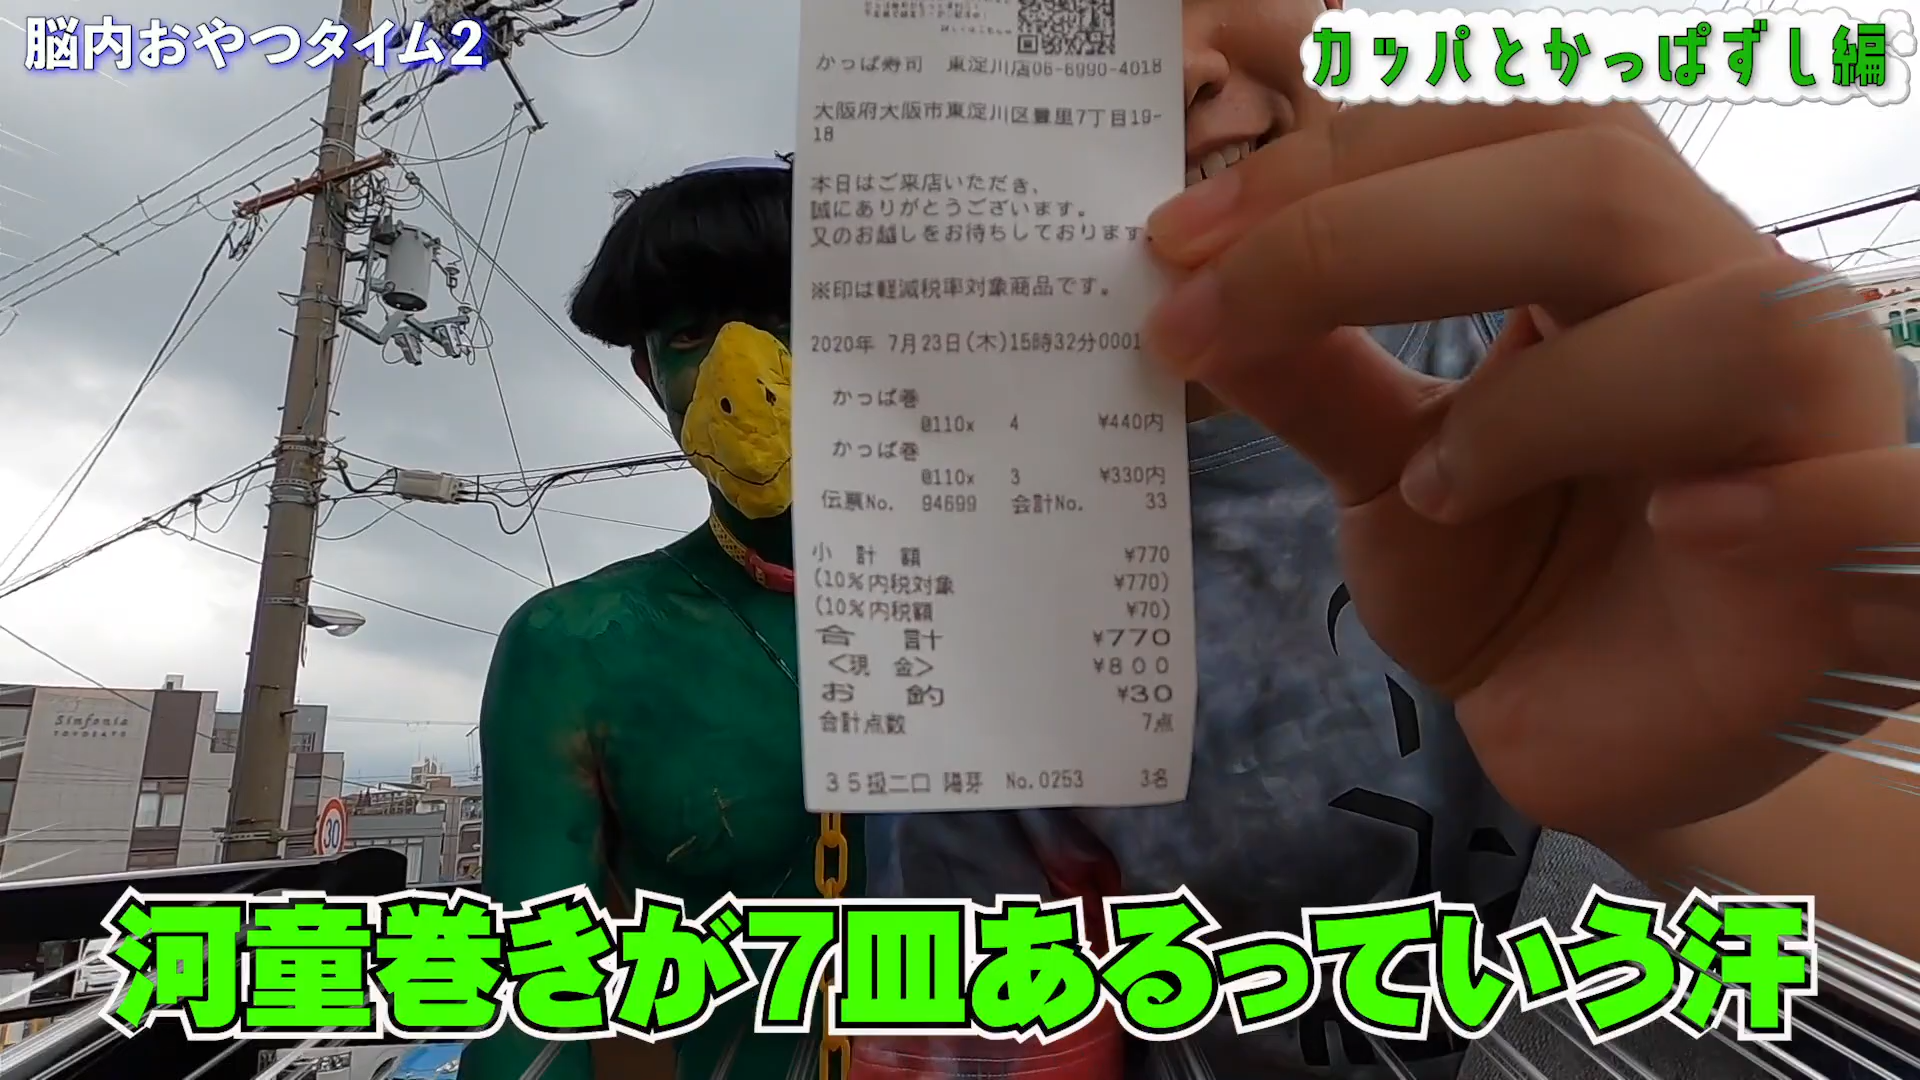 脳内おやつタイム2
カッパとかっぱずし編
かっぱ寿司 東淀川店06-6990-4018
大阪府大阪市東淀川区豊里7丁目19-
18
本日はご来店いただき、
誠にありがとうございます。
又のお越しをお待ちしております。
※印は軽減税率対象商品です。
2020年 7月23日(木)15時32分0001
かっぱ巻
@110x 4 ¥440内
かっぱ巻
@110x 3 ¥330内
伝票No. 94699 会計No. 33
小計額 ¥770
(10%内税対象 ¥770)
(10%内税額 ¥70)
合計 ¥770
<現金> ¥800
お釣 ¥30
合計点数 7点
No.0253 3名
Sinfonia
TOYOSATO
30
河童巻きが7皿あるっていう汗